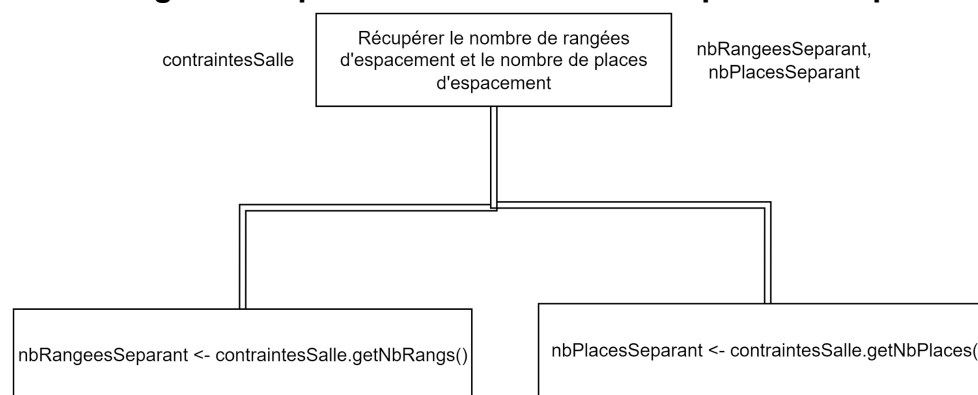 Récupérer le nombre de rangées
contraintesSalle
d'espacement et le nombre de places
d'espacement
nbRangeesSeparant,
nbPlacesSeparant
nbRangeesSeparant <- contraintesSalle.getNbRangs()
nbPlacesSeparant <- contraintesSalle.getNbPlaces(